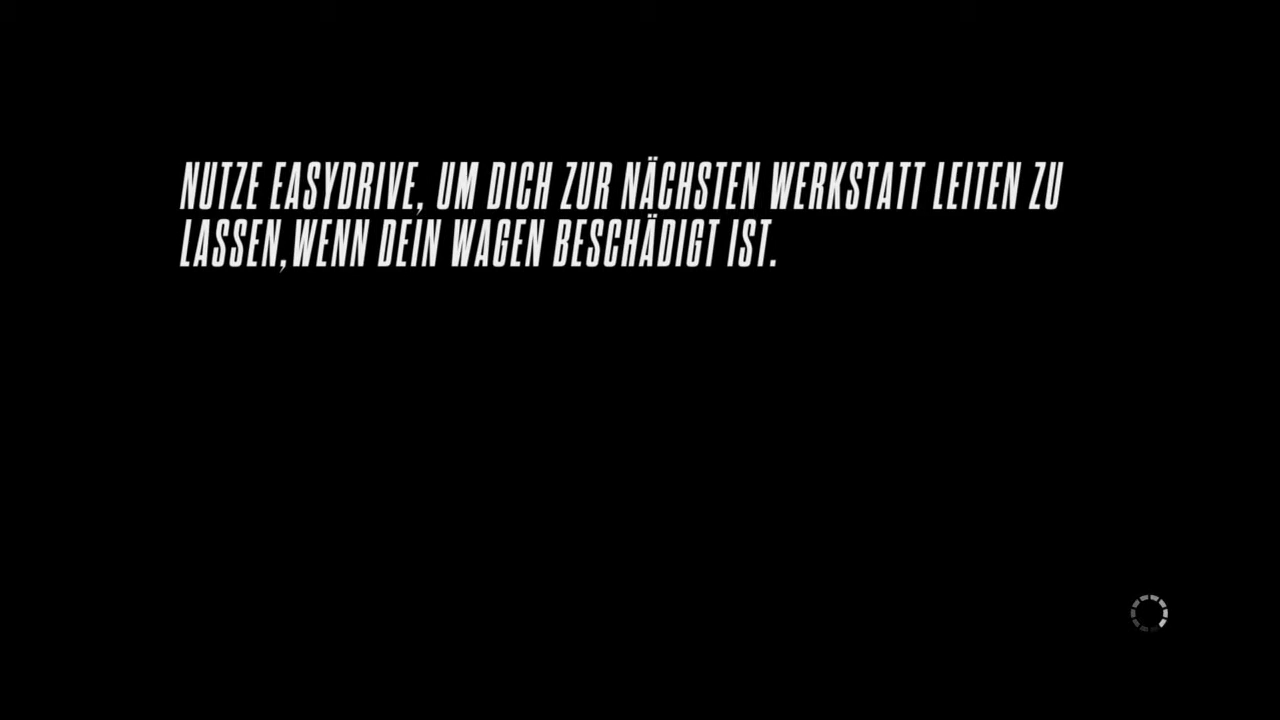 NUTZE EASYDRIVE, UM DICH ZUR NÄCHSTEN WERKSTATT LEITEN ZU
LASSEN,WENN DEIN WAGEN BESCHÄDIGT IST.